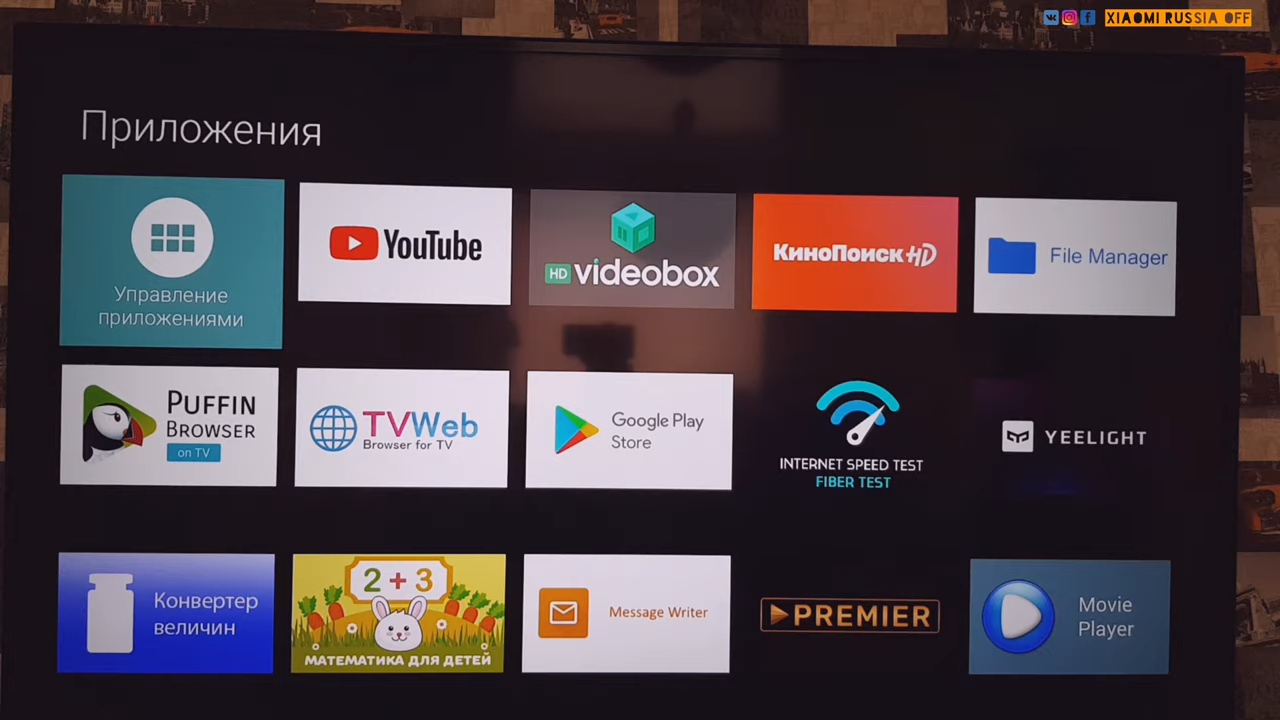 XIAOMI RUSSIA OFF
Приложения
Управление
приложениями
YouTube
HD videobox
КиноПоиск HD
File Manager
PUFFIN
BROWSER
on TV
TVWeb
Browser for TV
Google Play
Store
INTERNET SPEED TEST
FIBER TEST
YEELIGHT
Конвертер
величин
2 + 3
МАТЕМАТИКА ДЛЯ ДЕТЕЙ
Message Writer
PREMIER
Movie
Player